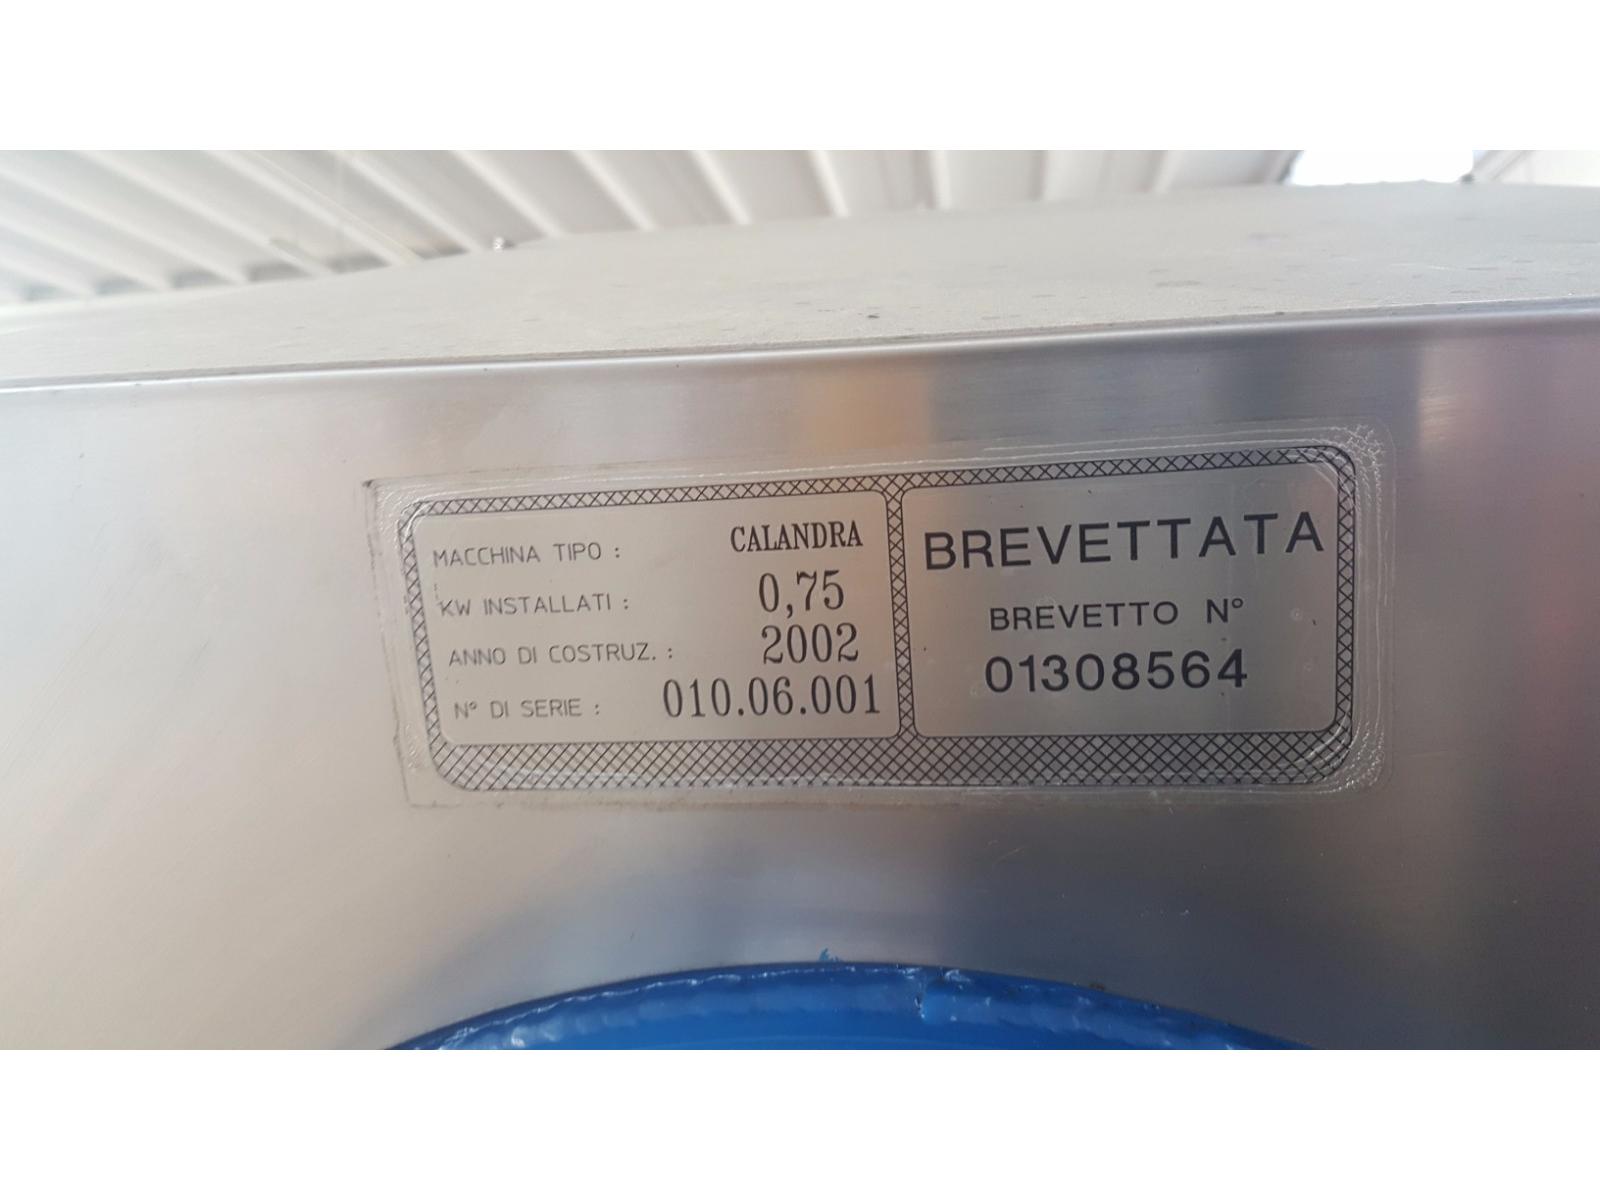 MACCHINA TIPO : CALANDRA
KW INSTALLATI : 0,75
ANNO DI COSTRUZ. : 2002
N° DI SERIE : 010.06.001
BREVETTATA
BREVETTO N°
01308564